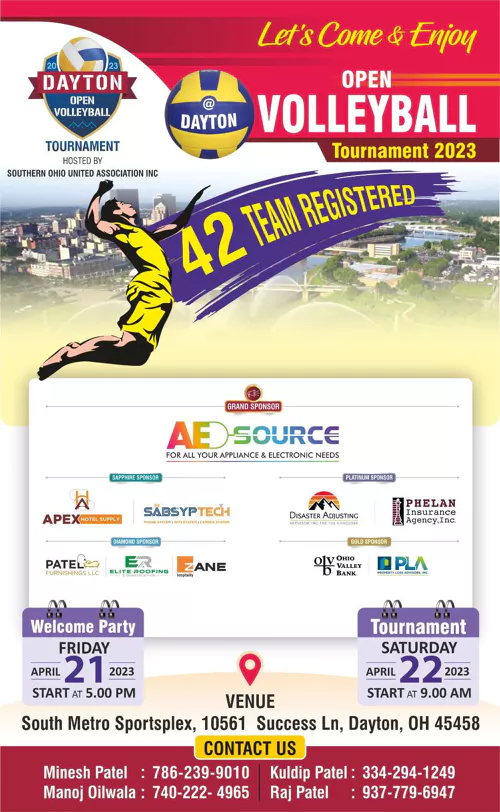 Let's Come & Enjoy
2023
DAYTON
OPEN
VOLLEYBALL
TOURNAMENT
HOSTED BY
SOUTHERN OHIO UNITED ASSOCIATION INC
@
DAYTON
OPEN
VOLLEYBALL
Tournament 2023
42 TEAM REGISTERED
GRAND SPONSOR
AED-SOURCE
FOR ALL YOUR APPLIANCE & ELECTRONIC NEEDS
SAPPHIRE SPONSOR
APEX HOTEL SUPPLY
SABSYPTECH
PLATINUM SPONSOR
DISASTER ADJUSTING
PHELAN
Insurance
Agency, Inc.
DIAMOND SPONSOR
PATEL
FURNISHINGS LLC
ER
ELITE ROOFING
ZANE
hospitality
GOLD SPONSOR
OVB
OHIO
VALLEY
BANK
PLA
Welcome Party
FRIDAY
APRIL 21 2023
START AT 5.00 PM
Tournament
SATURDAY
APRIL 22 2023
START AT 9.00 AM
VENUE
South Metro Sportsplex, 10561 Success Ln, Dayton, OH 45458
CONTACT US
Minesh Patel : 786-239-9010
Kuldip Patel : 334-294-1249
Manoj Oilwala : 740-222- 4965
Raj Patel : 937-779-6947